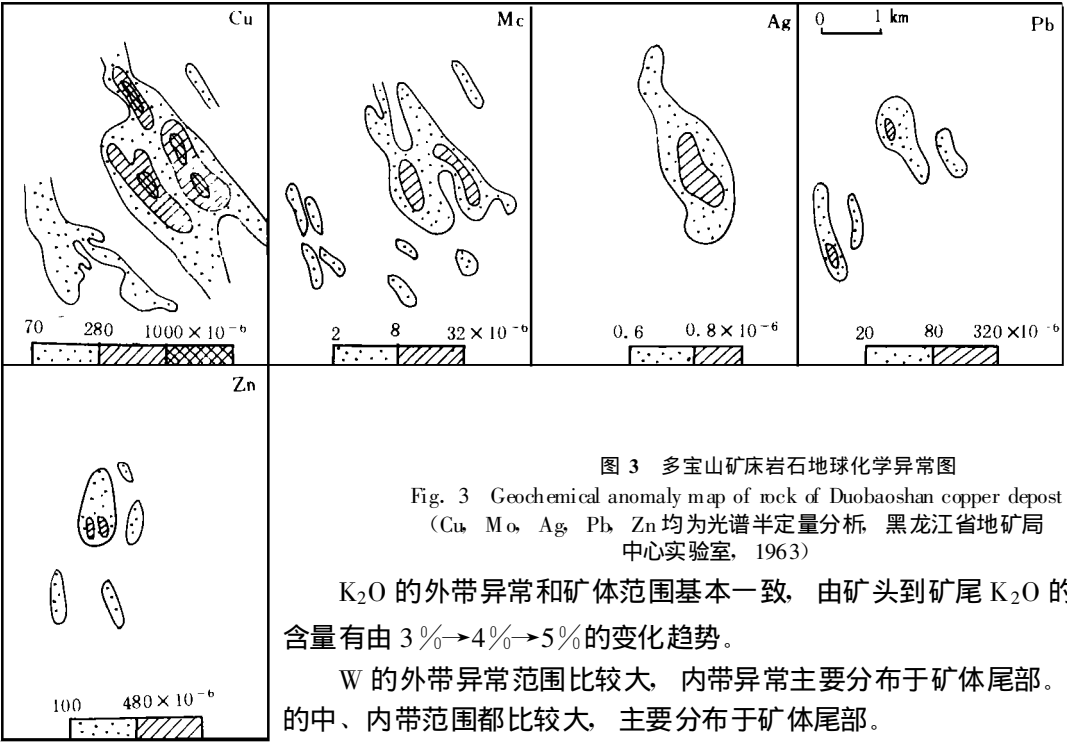 Cu
Mc
Ag
0 1 km
Pb
70 280 1000×10⁻⁶
2 8 32×10⁻⁶
0.6 0.8×10⁻⁶
20 80 320×10⁻⁶
Zn
100 480×10⁻⁶
图 3 多宝山矿床岩石地球化学异常图
Fig. 3 Geochemical anomaly map of rock of Duobaoshan copper depost
(Cu, Mo, Ag, Pb, Zn 均为光谱半定量分析, 黑龙江省地矿局
中心实验室, 1963)
K₂O 的外带异常和矿体范围基本一致, 由矿头到矿尾 K₂O 的
含量有由 3%→4%→5%的变化趋势。
W 的外带异常范围比较大, 内带异常主要分布于矿体尾部。
的中、内带范围都比较大, 主要分布于矿体尾部。